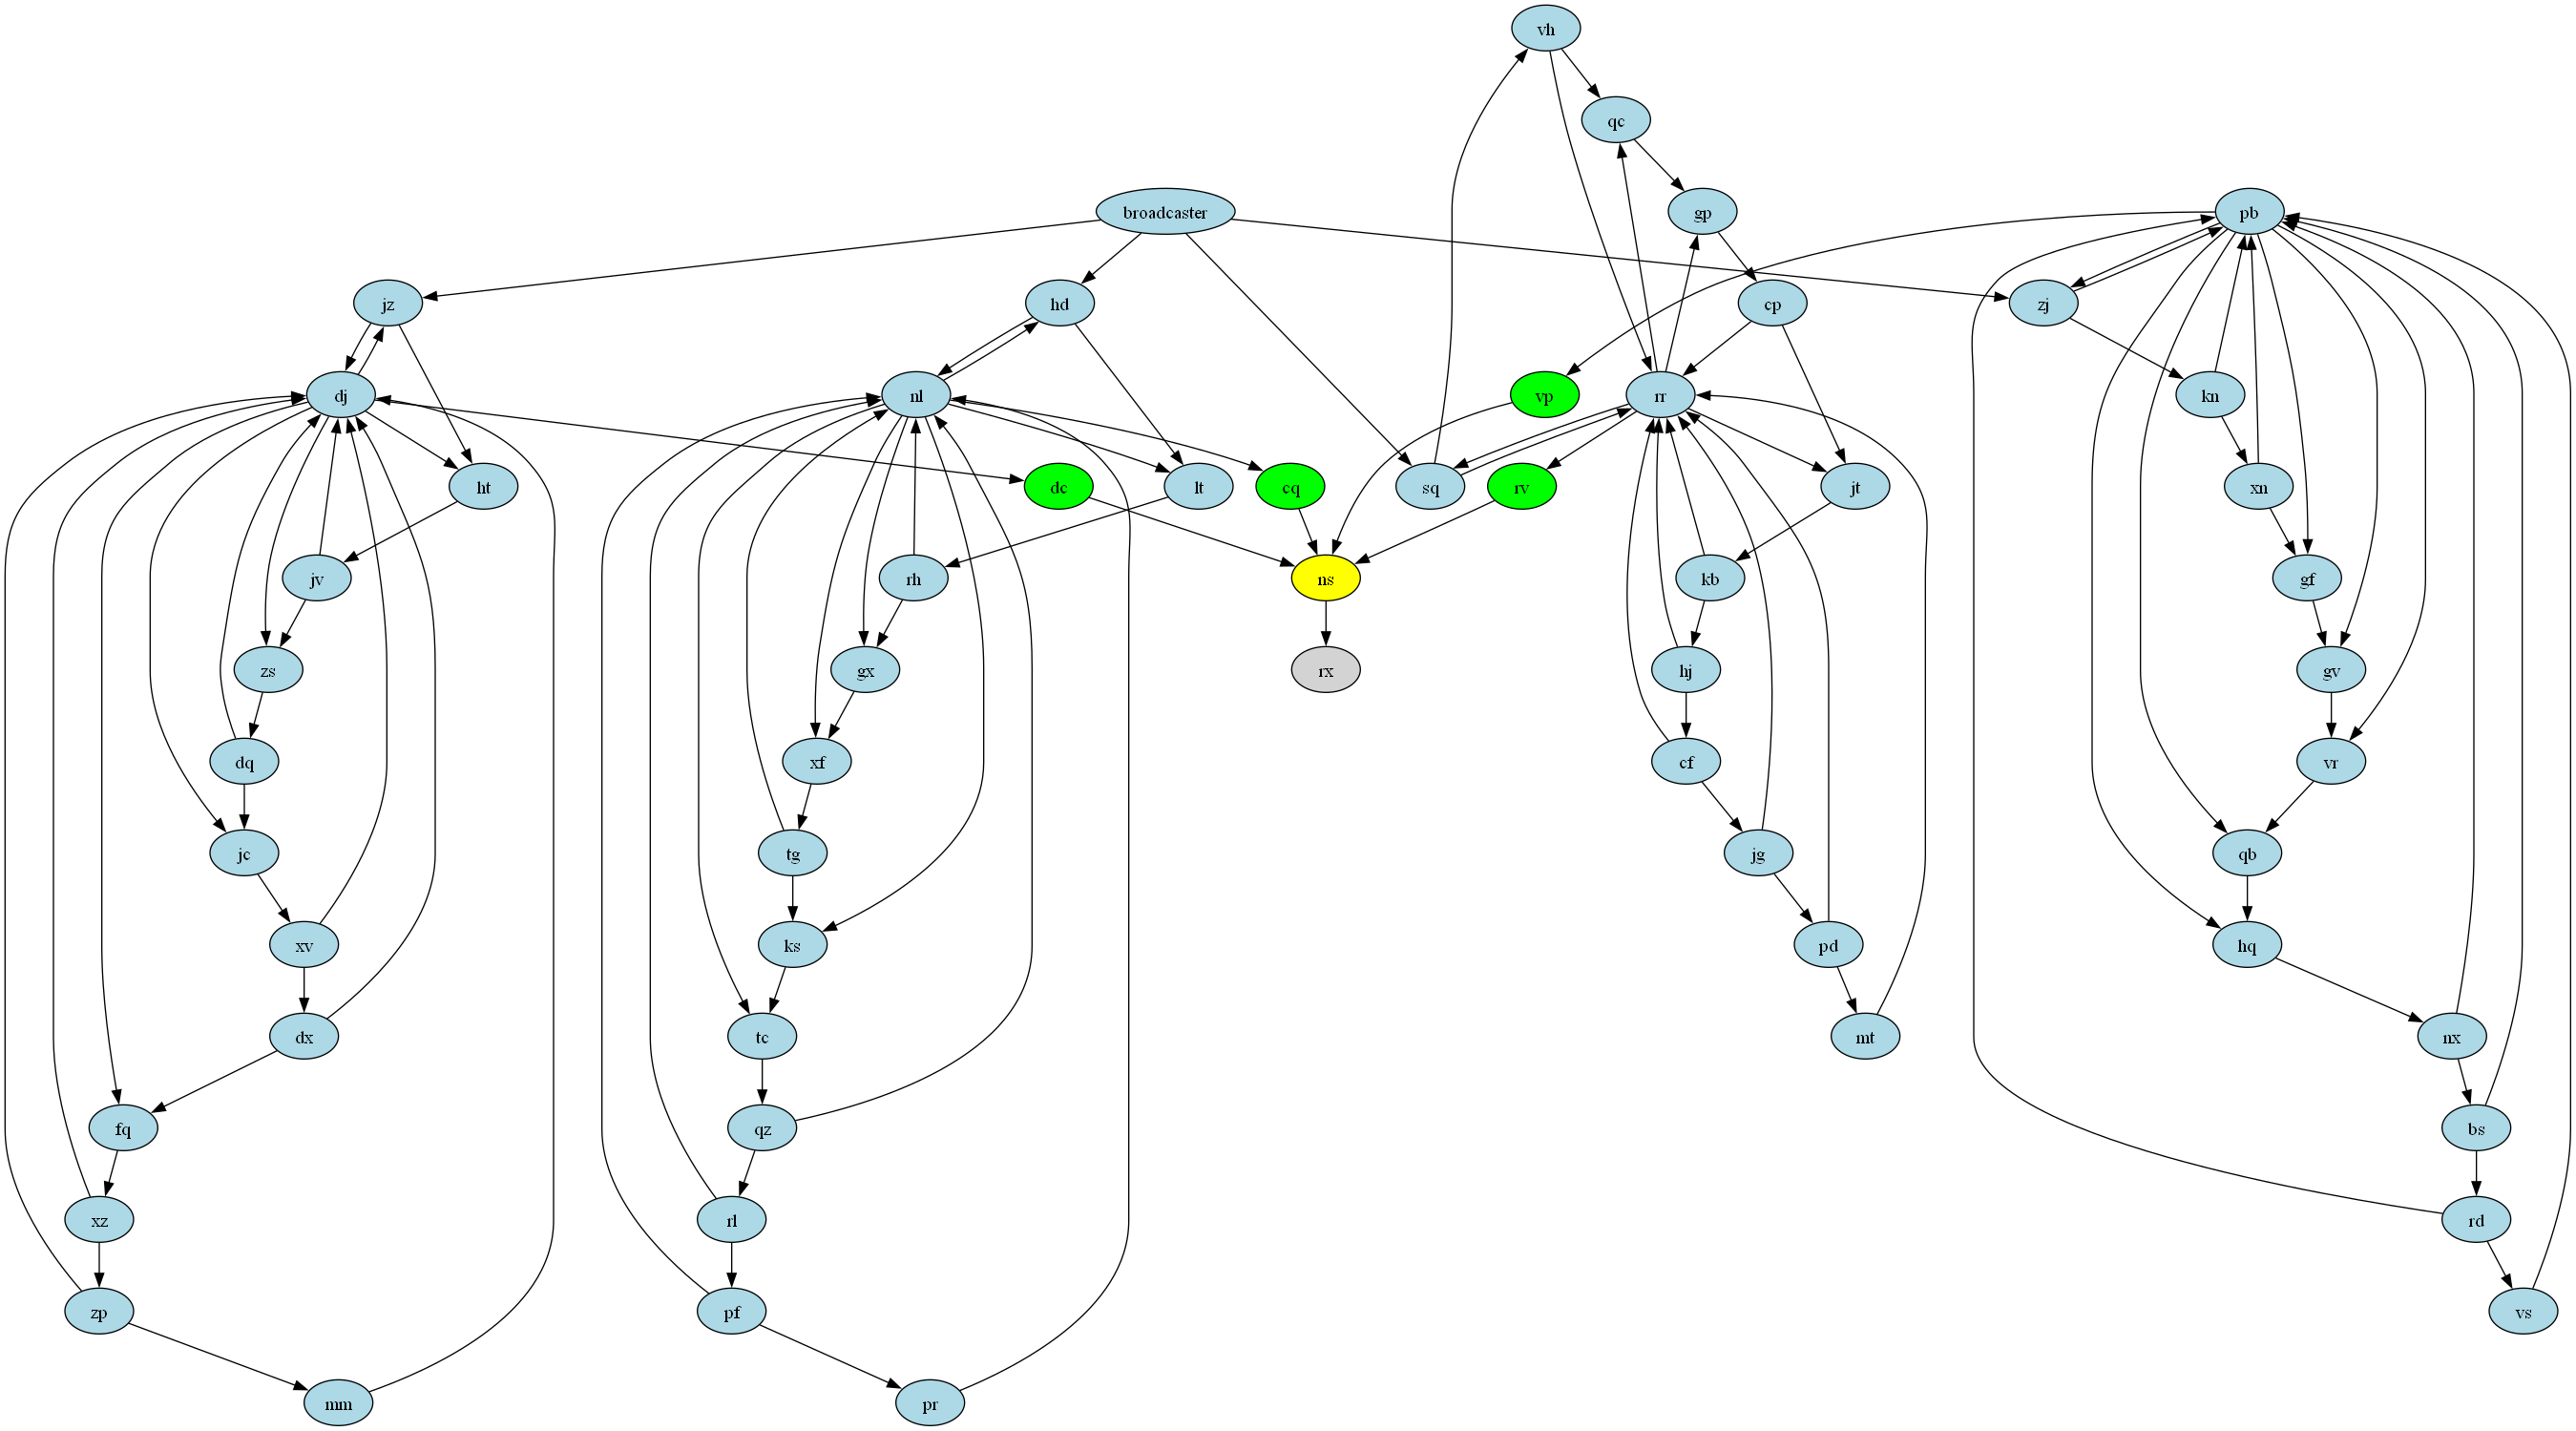 vh
qc
broadcaster
gp
pb
jz
hd
cp
zj
dj
nl
vp
rr
kn
ht
dc
lt
cq
sq
rv
jt
xn
jv
rh
ns
kb
gf
zs
gx
rx
hj
gv
dq
xf
cf
vr
jc
tg
jg
qb
xv
ks
pd
hq
dx
tc
mt
nx
fq
qz
bs
xz
rl
rd
zp
pf
vs
mm
pr